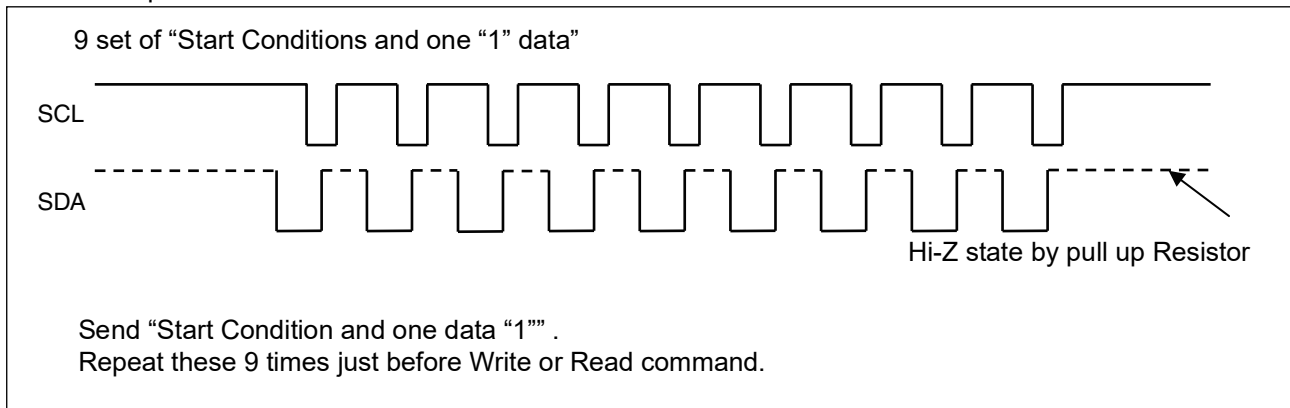 9 set of “Start Conditions and one “1” data”
SCL
SDA
Hi-Z state by pull up Resistor
Send “Start Condition and one data “1”” .
Repeat these 9 times just before Write or Read command.